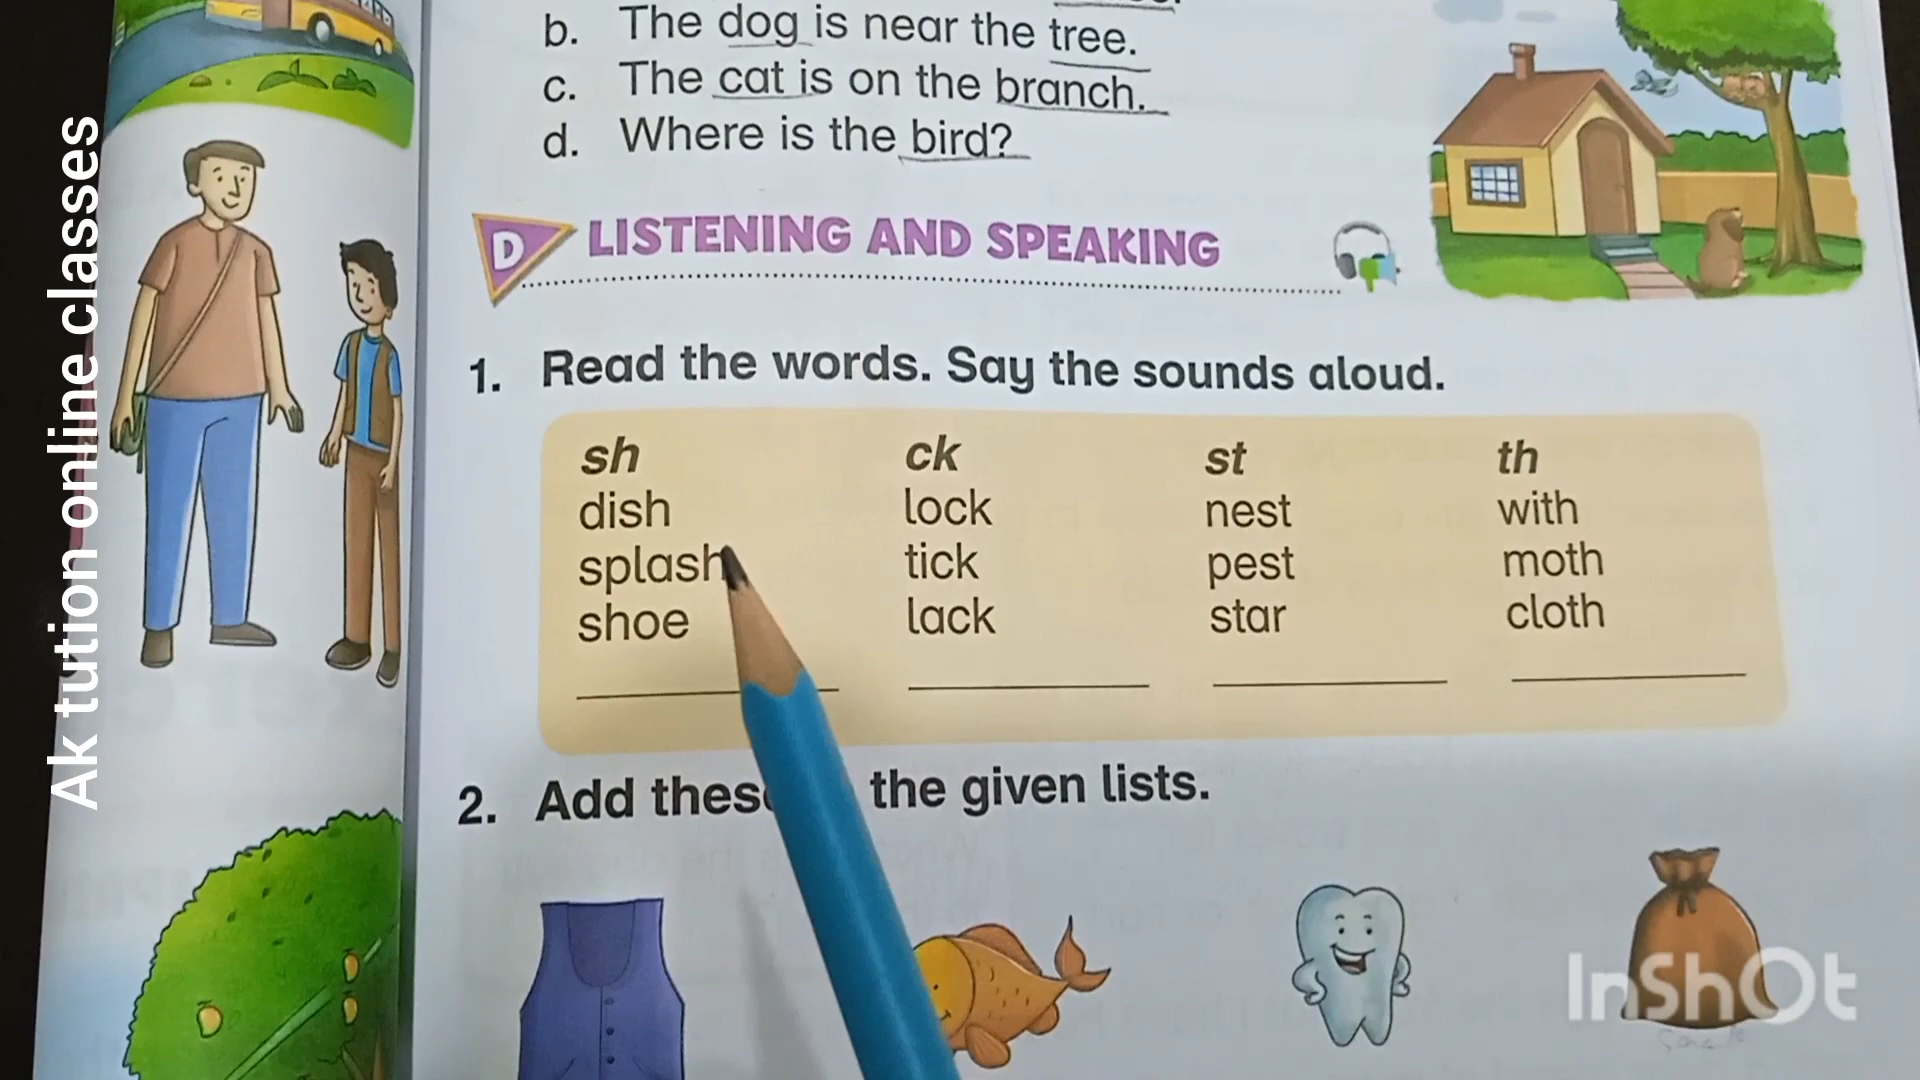 b. The dog is near the tree.
c. The cat is on the branch.
d. Where is the bird?
D LISTENING AND SPEAKING
1. Read the words. Say the sounds aloud.
sh ck st th
dish lock nest with
splash tick pest moth
shoe lack star cloth
2. Add the given lists.
Ak tution online classes
InShOt